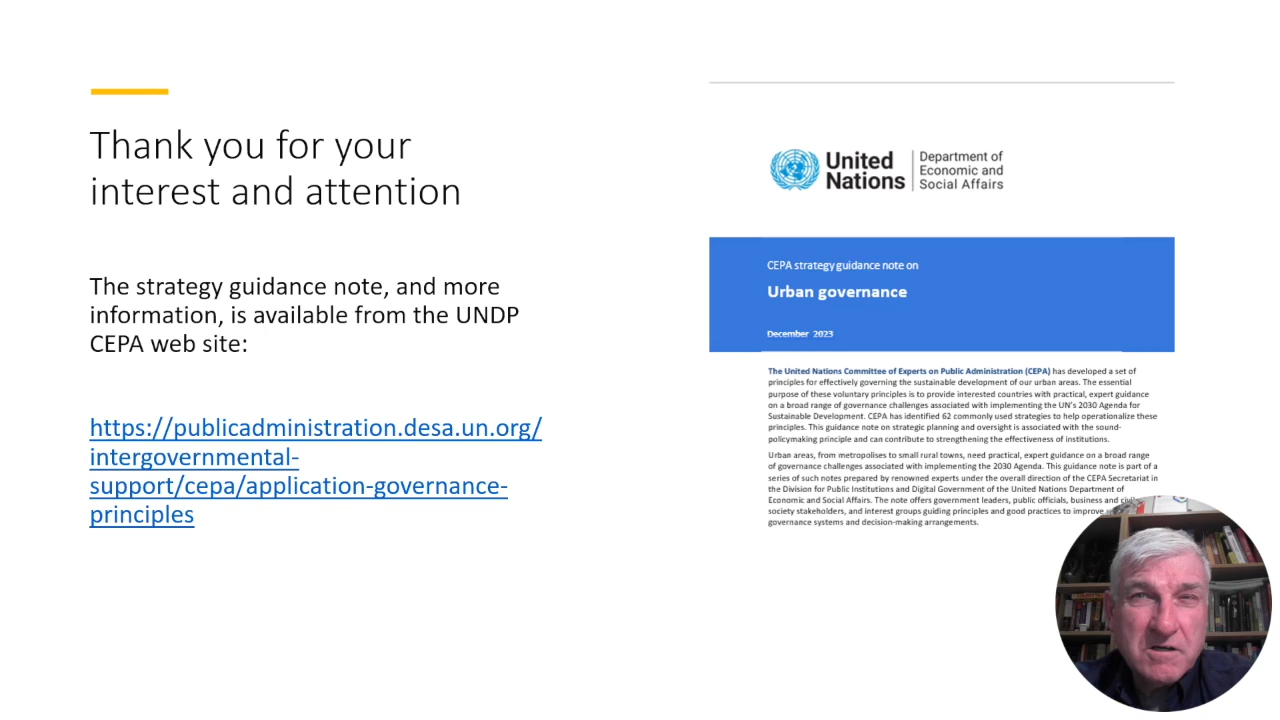 Thank you for your
interest and attention
The strategy guidance note, and more
information, is available from the UNDP
CEPA web site:
https://publicadministration.desa.un.org/
intergovernmental-
support/cepa/application-governance-
principles
United
Nations
Department of
Economic and
Social Affairs
CEPA strategy guidance note on
Urban governance
December 2023
The United Nations Committee of Experts on Public Administration (CEPA) has developed a set of
principles for effectively governing the sustainable development of our urban areas. The essential
purpose of these voluntary principles is to provide interested countries with practical, expert guidance
on a broad range of governance challenges associated with implementing the UN's 2030 Agenda for
Sustainable Development. CEPA has identified 62 commonly used strategies to help operationalize these
principles. This guidance note on strategic planning and oversight is associated with the sound-
policymaking principle and can contribute to strengthening the effectiveness of institutions.
Urban areas, from metropolises to small rural towns, need practical, expert guidance on a broad range
of governance challenges associated with implementing the 2030 Agenda. This guidance note is part of a
series of such notes prepared by renowned experts under the overall direction of the CEPA Secretariat in
the Division for Public Institutions and Digital Government of the United Nations Department of
Economic and Social Affairs. The note offers government leaders, public officials, business and
society stakeholders, and interest groups guiding principles and good practices to improve
governance systems and decision-making arrangements.